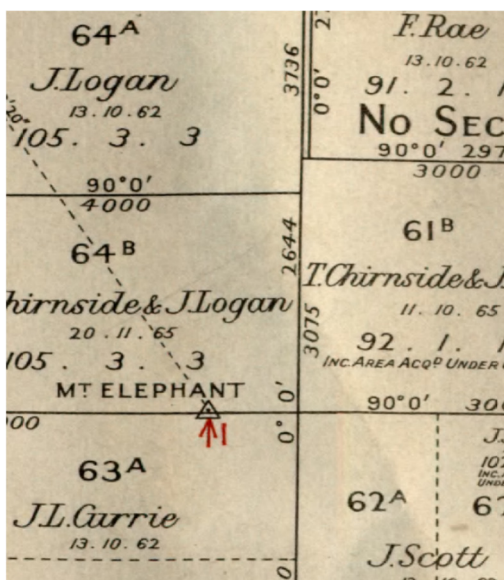 64A
J. Logan
13.10.62
105. 3. 3
90°0'
4000
3736
0°0'
F. Rae
13.10.62
91. 2.
NO SEC
90°0' 297
3000
64B
hirnside & J. Logan
20.11.65
105. 3. 3
MT ELEPHANT
2644
3075
61B
T. Chirnside & J.
11.10.65
92. 1.
INC. AREA ACQD UNDER
000
0°0'
90°0' 300
63A
J.L. Currie
13.10.62
1
62A
J. Scott